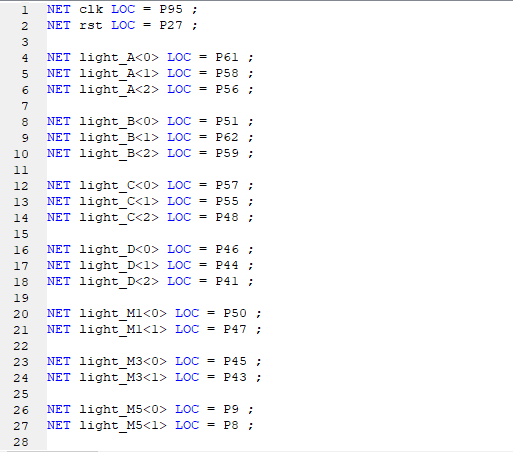 1 NET clk LOC = P95 ;
2 NET rst LOC = P27 ;
3
4 NET light_A<0> LOC = P61 ;
5 NET light_A<1> LOC = P58 ;
6 NET light_A<2> LOC = P56 ;
7
8 NET light_B<0> LOC = P51 ;
9 NET light_B<1> LOC = P62 ;
10 NET light_B<2> LOC = P59 ;
11
12 NET light_C<0> LOC = P57 ;
13 NET light_C<1> LOC = P55 ;
14 NET light_C<2> LOC = P48 ;
15
16 NET light_D<0> LOC = P46 ;
17 NET light_D<1> LOC = P44 ;
18 NET light_D<2> LOC = P41 ;
19
20 NET light_M1<0> LOC = P50 ;
21 NET light_M1<1> LOC = P47 ;
22
23 NET light_M3<0> LOC = P45 ;
24 NET light_M3<1> LOC = P43 ;
25
26 NET light_M5<0> LOC = P9 ;
27 NET light_M5<1> LOC = P8 ;
28